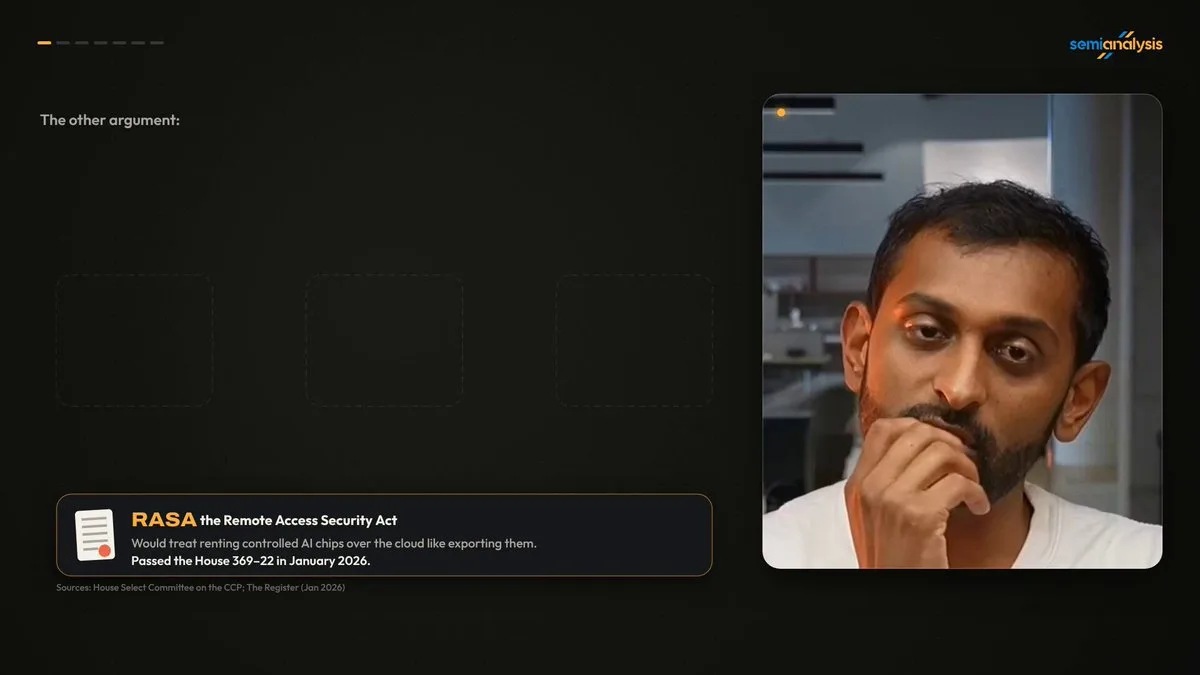 semianalysis
The other argument:
RASA the Remote Access Security Act
Would treat renting controlled AI chips over the cloud like exporting them.
Passed the House 369–22 in January 2026.
Sources: House Select Committee on the CCP; The Register (Jan 2026)